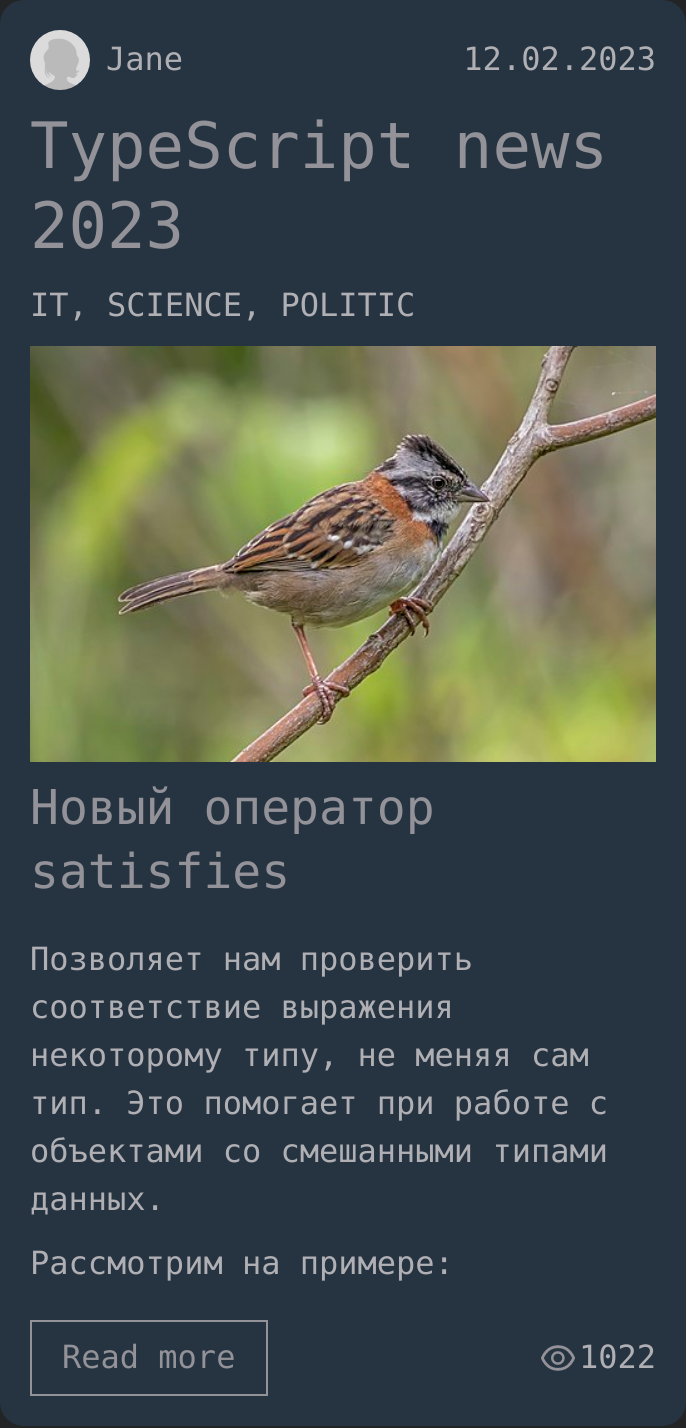 Jane 12.02.2023
TypeScript news
2023
IT, SCIENCE, POLITIC
Новый оператор
satisfies
Позволяет нам проверить
соответствие выражения
некоторому типу, не меняя сам
тип. Это помогает при работе с
объектами со смешанными типами
данных.
Рассмотрим на примере:
Read more 1022